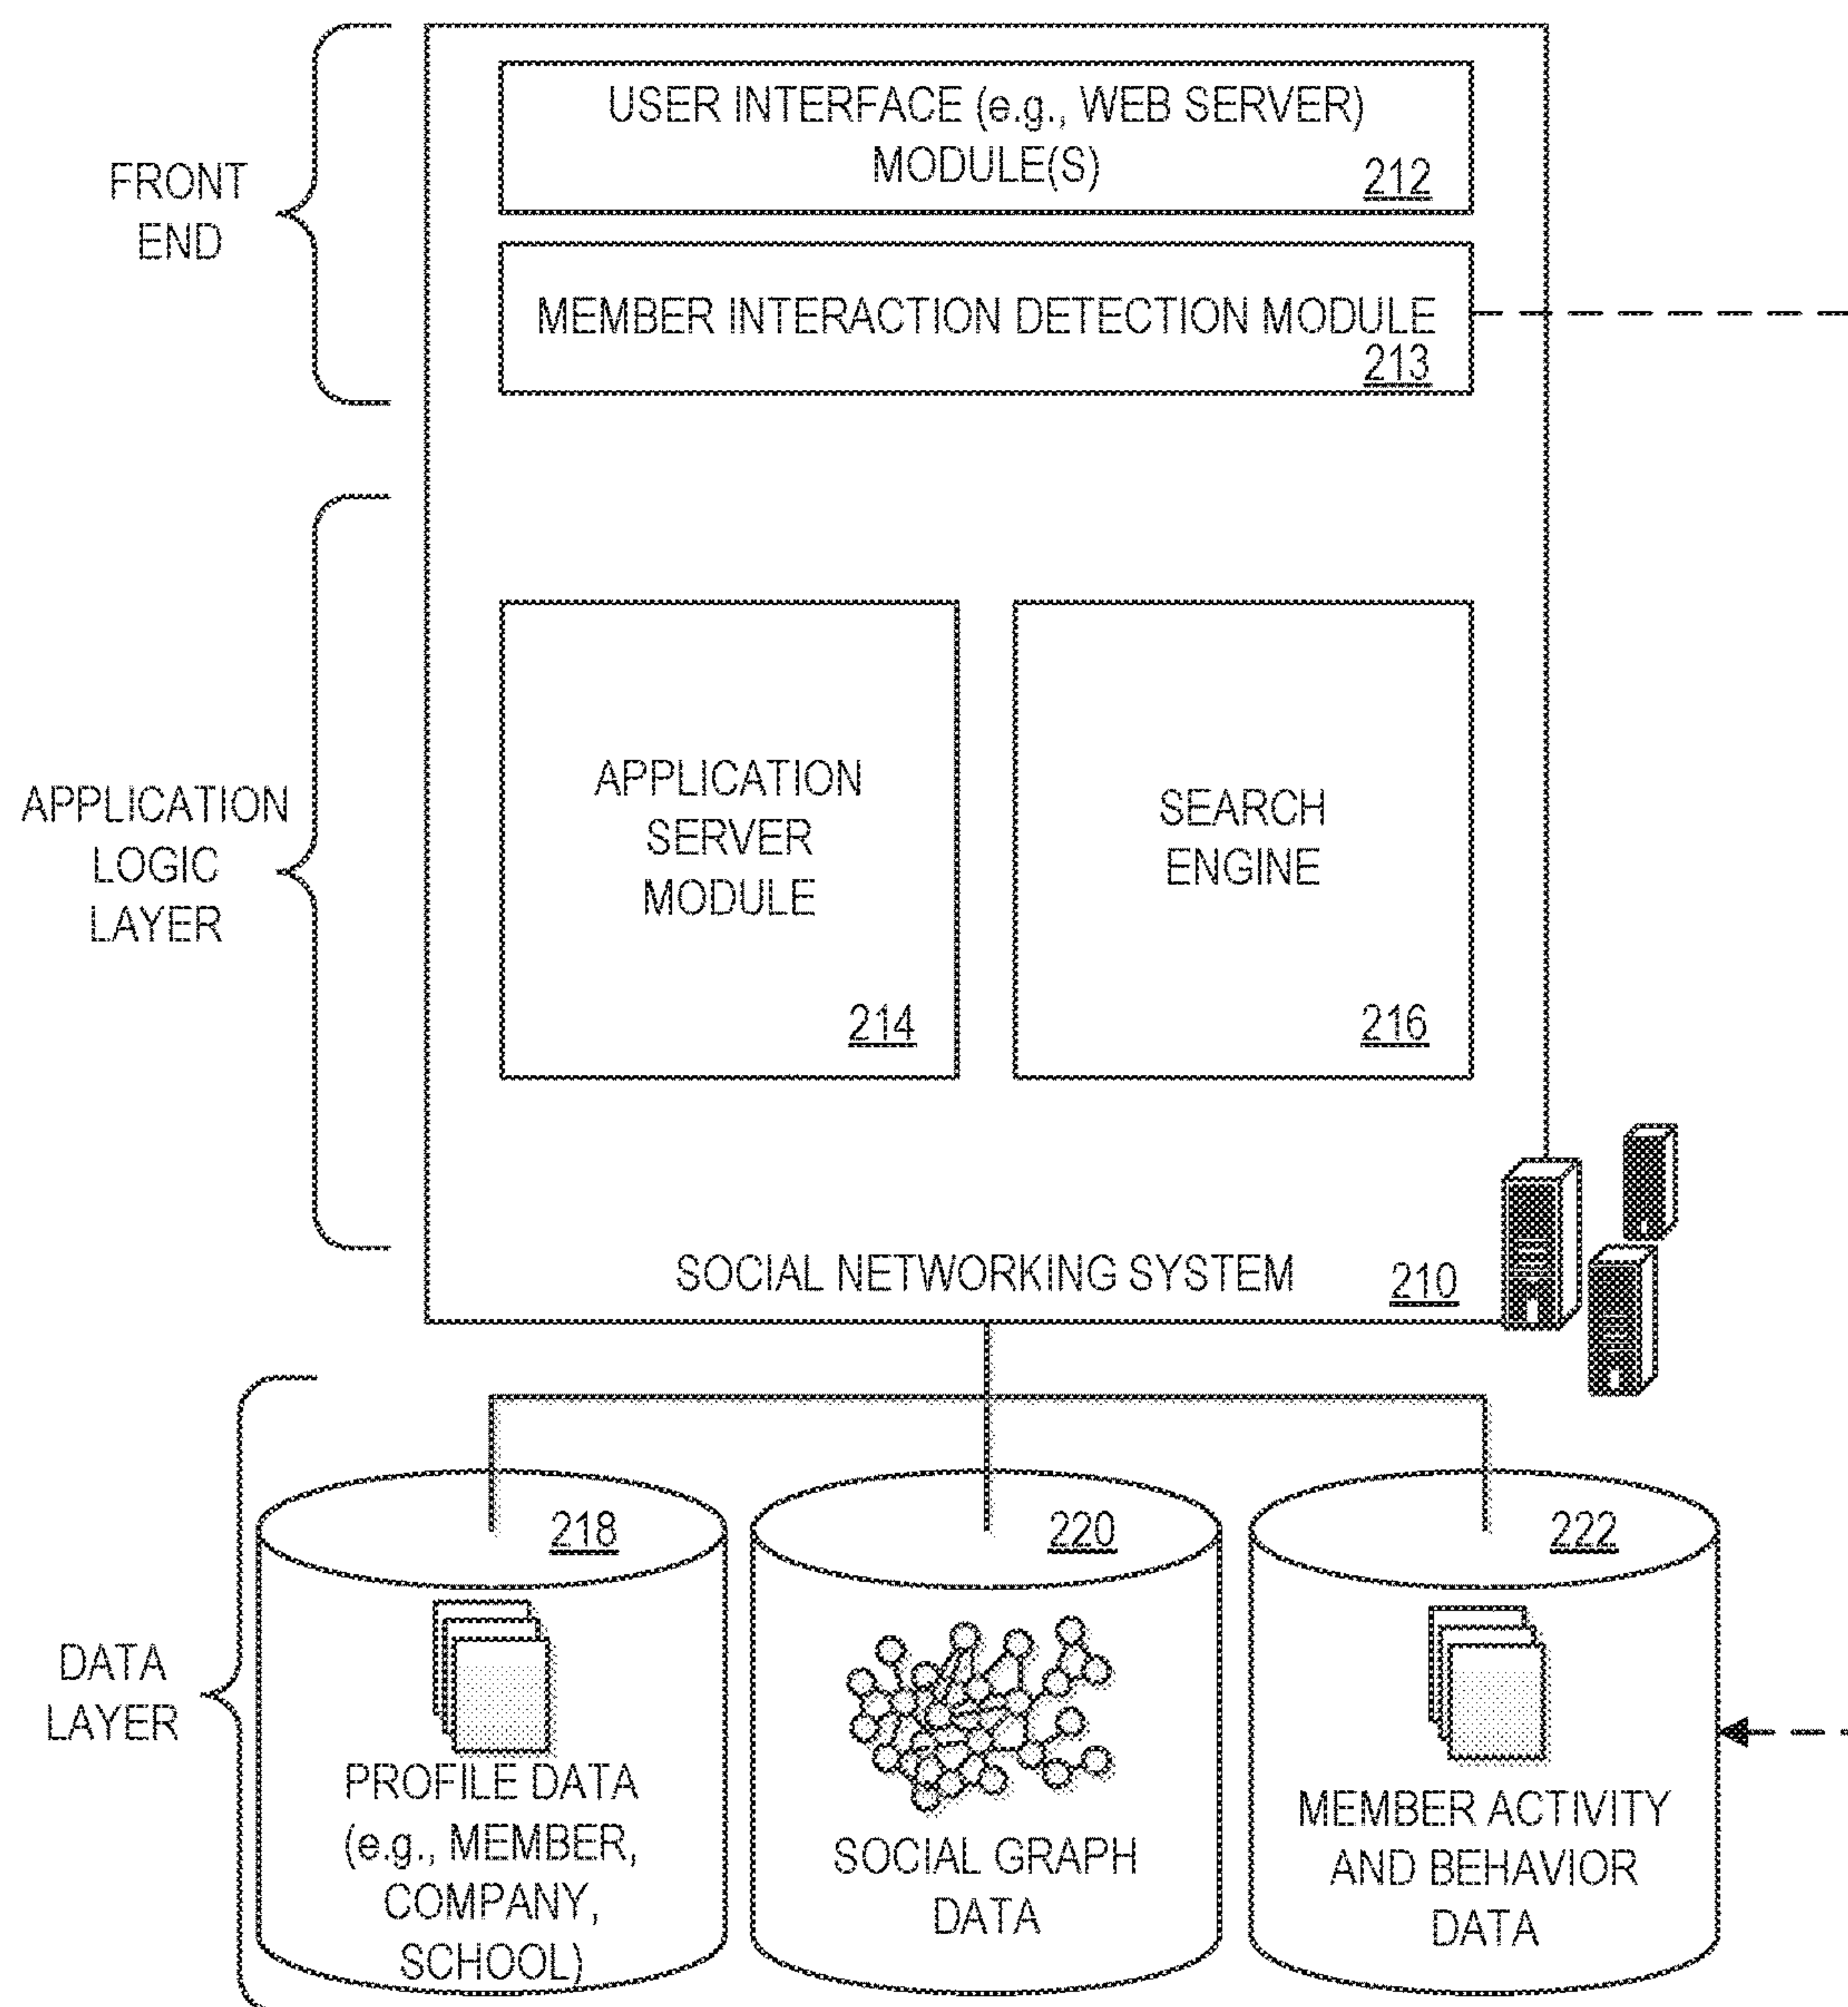 FRONT
END
USER INTERFACE (e.g., WEB SERVER)
MODULE(S)
212
MEMBER INTERACTION DETECTION MODULE
213
APPLICATION
LOGIC
LAYER
APPLICATION
SERVER
MODULE
214
SEARCH
ENGINE
216
SOCIAL NETWORKING SYSTEM
210
DATA
LAYER
218
PROFILE DATA
(e.g., MEMBER,
COMPANY,
SCHOOL)
220
SOCIAL GRAPH
DATA
222
MEMBER ACTIVITY
AND BEHAVIOR
DATA